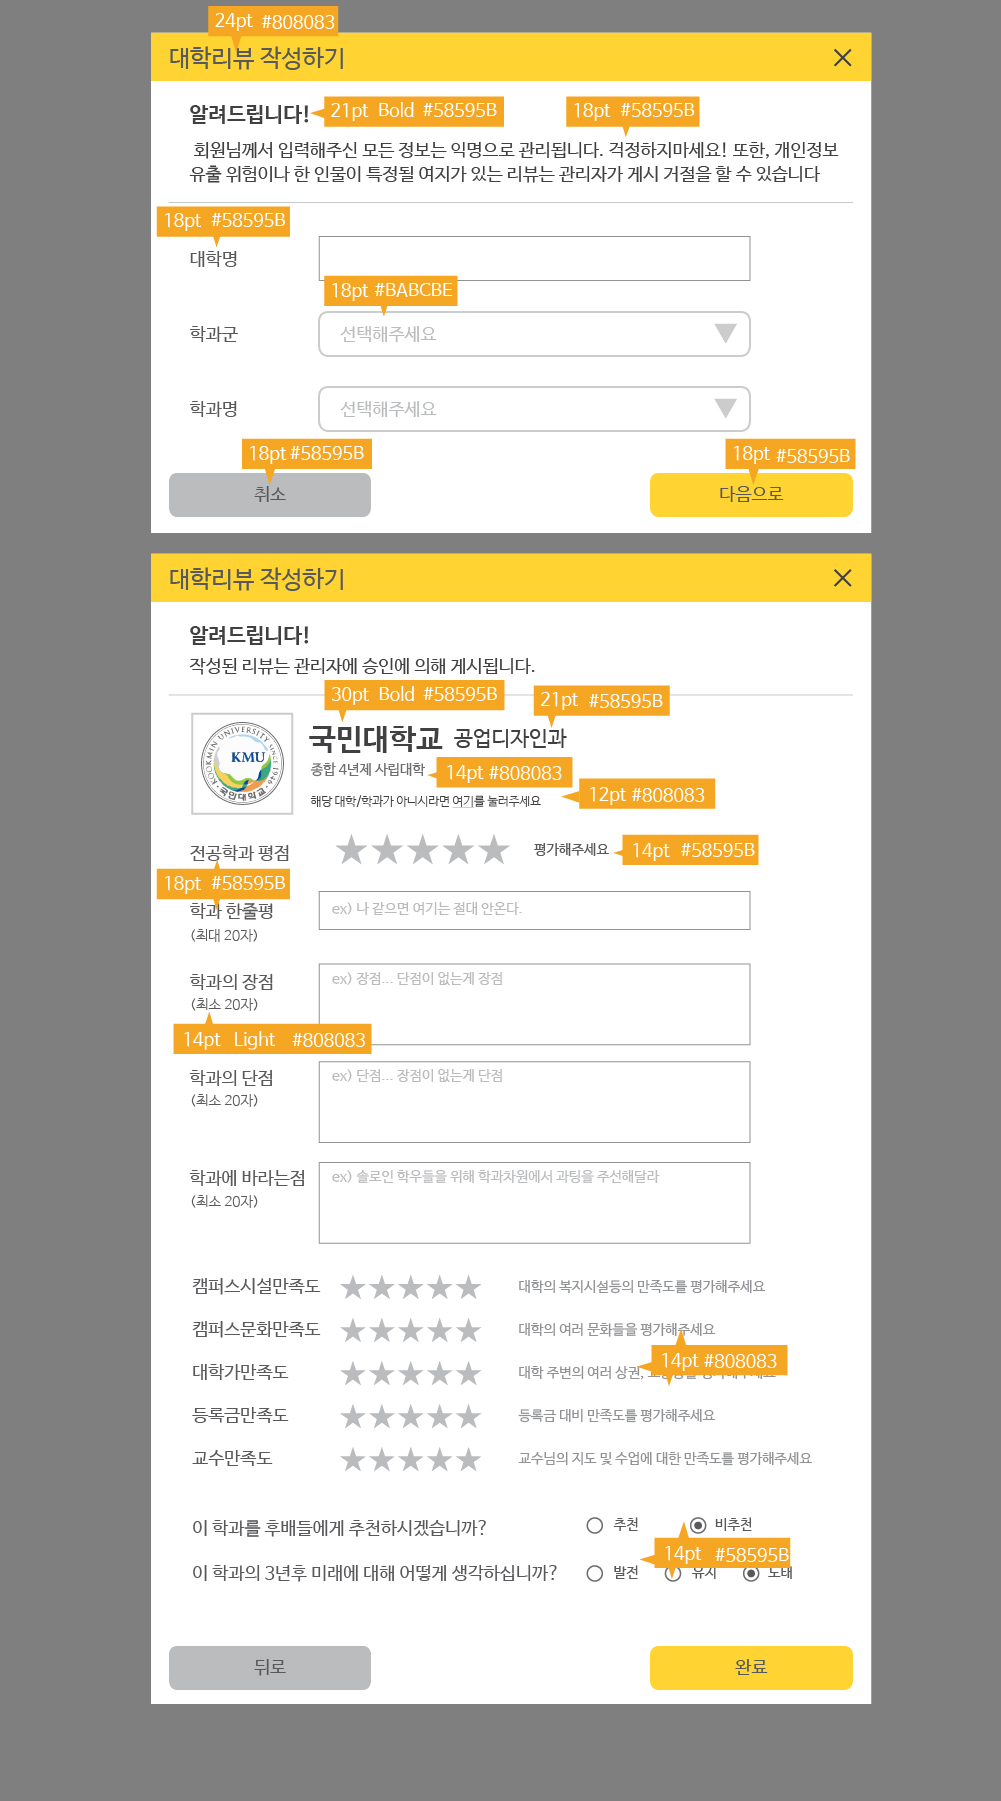 24pt #808083
대학리뷰 작성하기
알려드립니다!
21pt Bold #58595B
18pt #58595B
회원님께서 입력해주신 모든 정보는 익명으로 관리됩니다. 걱정하지마세요! 또한, 개인정보
유출 위험이나 한 인물이 특정될 여지가 있는 리뷰는 관리자가 게시 거절을 할 수 있습니다
18pt #58595B
대학명
18pt #BABCBE
학과군
선택해주세요
학과명
선택해주세요
18pt #58595B
18pt #58595B
취소
다음으로
대학리뷰 작성하기
알려드립니다!
작성된 리뷰는 관리자에 승인에 의해 게시됩니다.
30pt Bold #58595B
21pt #58595B
KOOKMIN UNIVERSITY SINCE 1946
KMU
국민대학교
국민대학교 공업디자인과
종합 4년제 사립대학
14pt #808083
해당 대학/학과가 아니시라면 여기를 눌러주세요
12pt #808083
전공학과 평점
평가해주세요
14pt #58595B
18pt #58595B
학과 한줄평
(최대 20자)
ex) 나 같으면 여기는 절대 안온다.
학과의 장점
(최소 20자)
ex) 장점... 단점이 없는게 장점
14pt Light #808083
학과의 단점
(최소 20자)
ex) 단점... 장점이 없는게 단점
학과에 바라는점
(최소 20자)
ex) 솔로인 학우들을 위해 학과차원에서 과팅을 주선해달라
캠퍼스시설만족도
대학의 복지시설등의 만족도를 평가해주세요
캠퍼스문화만족도
대학의 여러 문화들을 평가해주세요
14pt #808083
대학가만족도
대학 주변의 여러 상권,
등록금만족도
등록금 대비 만족도를 평가해주세요
교수만족도
교수님의 지도 및 수업에 대한 만족도를 평가해주세요
이 학과를 후배들에게 추천하시겠습니까?
추천
비추천
14pt #58595B
이 학과의 3년후 미래에 대해 어떻게 생각하십니까?
발전
유지
도태
뒤로
완료